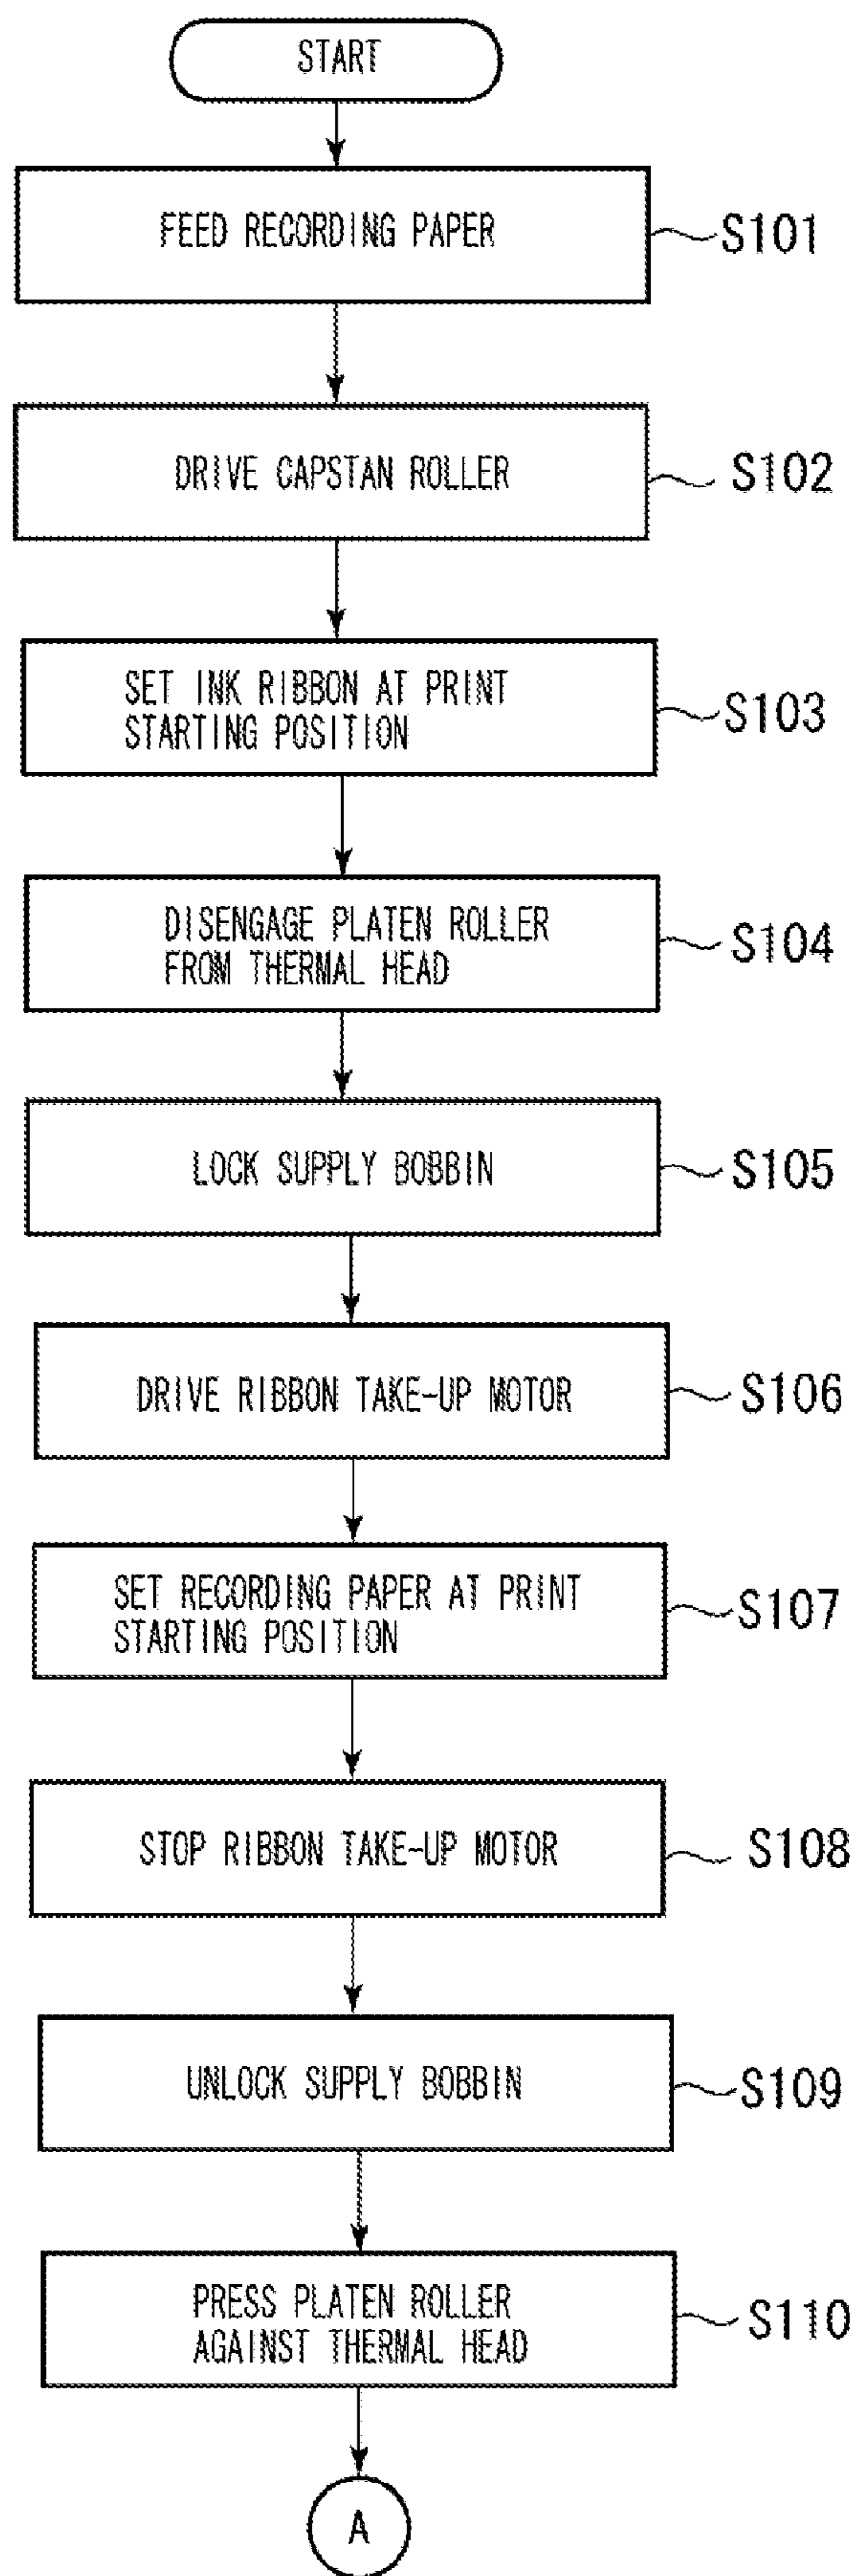 START
FEED RECORDING PAPER
S101
DRIVE CAPSTAN ROLLER
S102
SET INK RIBBON AT PRINT
STARTING POSITION
S103
DISENGAGE PLATEN ROLLER
FROM THERMAL HEAD
S104
LOCK SUPPLY BOBBIN
S105
DRIVE RIBBON TAKE-UP MOTOR
S106
SET RECORDING PAPER AT PRINT
STARTING POSITION
S107
STOP RIBBON TAKE-UP MOTOR
S108
UNLOCK SUPPLY BOBBIN
S109
PRESS PLATEN ROLLER
AGAINST THERMAL HEAD
S110
A